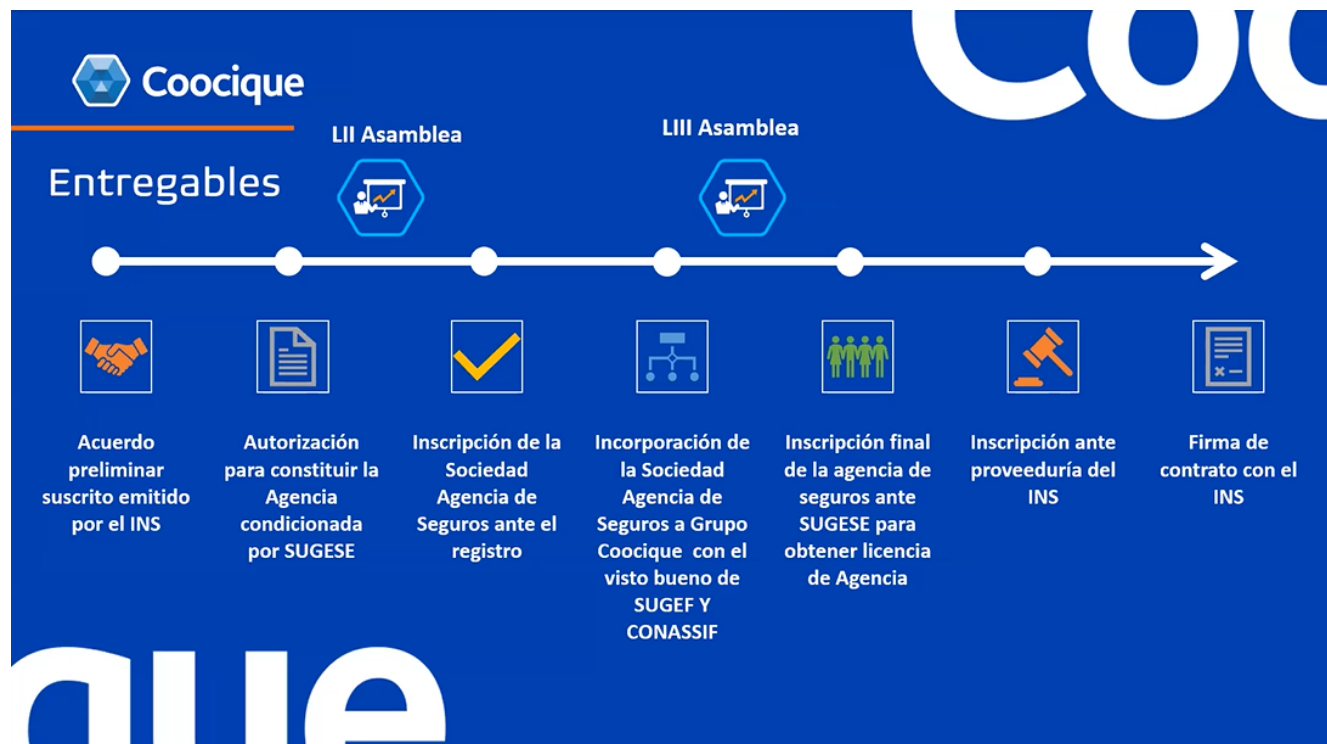 Coo
Coocique
LII Asamblea
LIII Asamblea
Entregables
Acuerdo
preliminar
suscrito emitido
por el INS
Autorización
para constituir la
Agencia
condicionada
por SUGESE
Inscripción de la
Sociedad
Agencia de
Seguros ante el
registro
Incorporación de
la Sociedad
Agencia de
Seguros a Grupo
Coocique con el
visto bueno de
SUGEF Y
CONASSIF
Inscripción final
de la agencia de
seguros ante
SUGESE para
obtener licencia
de Agencia
Inscripción ante
proveeduría del
INS
Firma de
contrato con el
INS
que